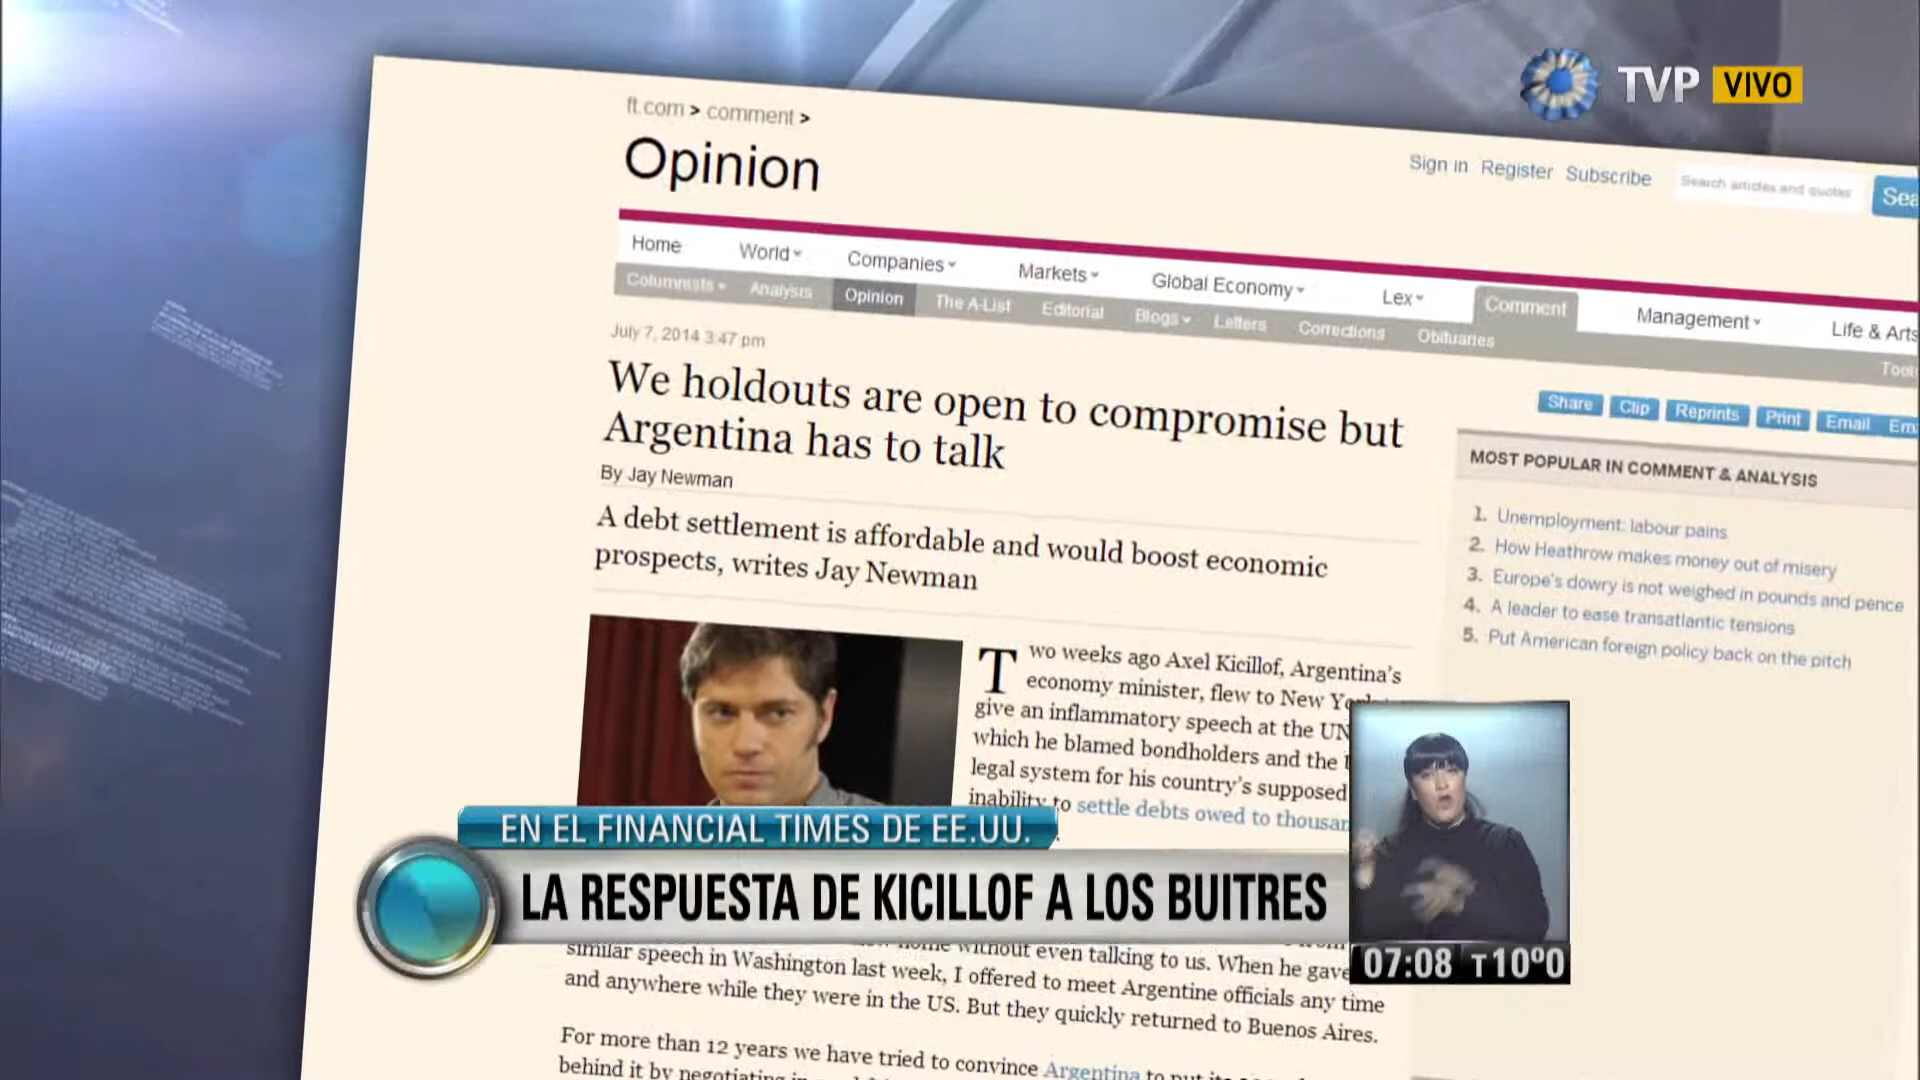 TVP VIVO
ft.com > comment >
Opinion
Sign in Register Subscribe
Search articles and quotes
Sea
Home World Companies Markets Global Economy Lex Comment Management Life & Arts
Columnists Analysis Opinion The A-List Editorial Blogs Letters Corrections Obituaries
July 7, 2014 3:47 pm
We holdouts are open to compromise but
Argentina has to talk
By Jay Newman
A debt settlement is affordable and would boost economic
prospects, writes Jay Newman
Share Clip Reprints Print Email Em
MOST POPULAR IN COMMENT & ANALYSIS
1. Unemployment: labour pains
2. How Heathrow makes money out of misery
3. Europe's dowry is not weighed in pounds and pence
4. A leader to ease transatlantic tensions
5. Put American foreign policy back on the pitch
Two weeks ago Axel Kicillof, Argentina's
economy minister, flew to New
give an inflammatory speech at the UN
which he blamed bondholders and the
legal system for his country's supposed
inability to settle debts owed to
EN EL FINANCIAL TIMES DE EE.UU.
LA RESPUESTA DE KICILLOF A LOS BUITRES
07:08 T10º0
home without even talking to us. When he gave
similar speech in Washington last week, I offered to meet Argentine officials any time
and anywhere while they were in the US. But they quickly returned to Buenos Aires.
For more than 12 years we have tried to convince Argentina to put its
behind it by negotiating